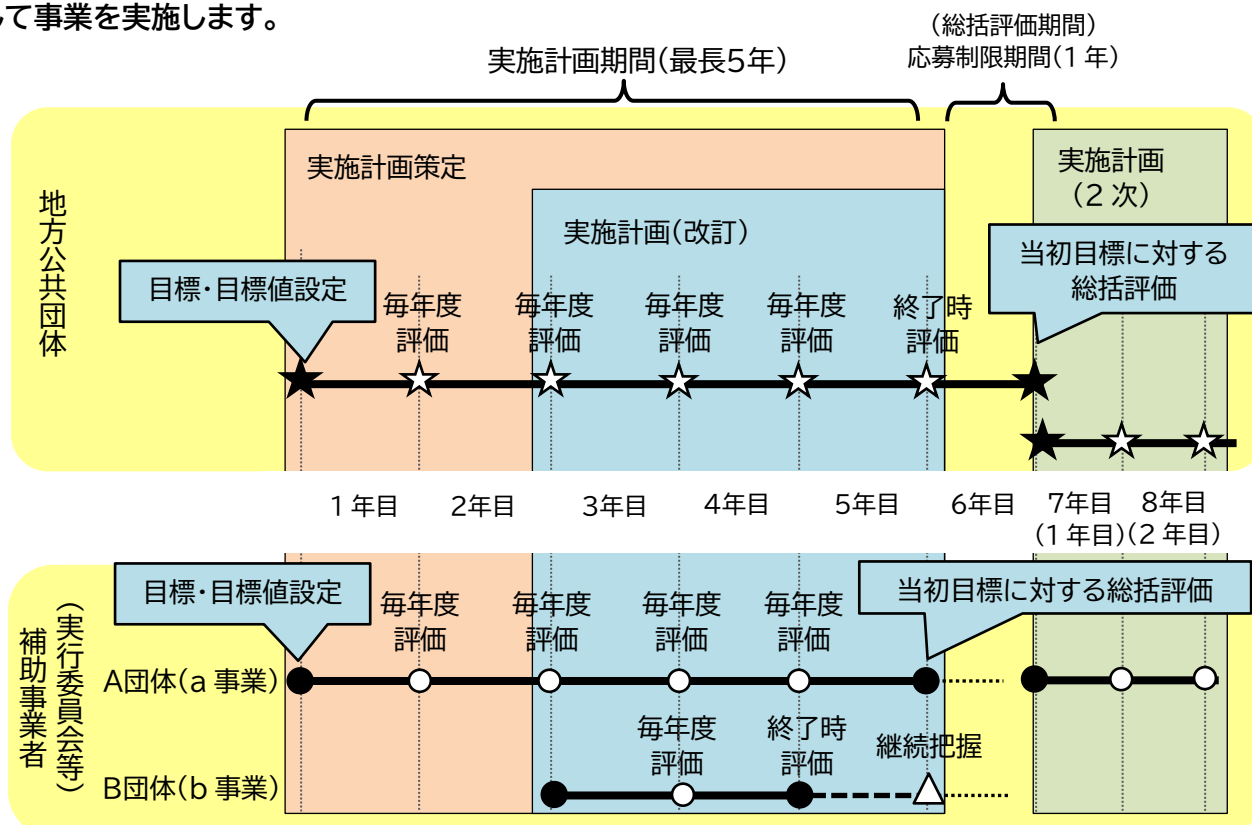 して事業を実施します。
(総括評価期間)
応募制限期間(1年)
実施計画期間(最長5年)
実施計画策定
実施計画
(2次)
実施計画(改訂)
地方公共団体
目標・目標値設定
当初目標に対する
総括評価
毎年度
評価
毎年度
評価
毎年度
評価
毎年度
評価
終了時
評価
1年目
2年目
3年目
4年目
5年目
6年目
7年目
(1年目)
8年目
(2年目)
目標・目標値設定
当初目標に対する総括評価
毎年度
評価
毎年度
評価
毎年度
評価
毎年度
評価
補助事業者
(実行委員会等)
A団体(a事業)
毎年度
評価
終了時
評価
継続把握
B団体(b事業)